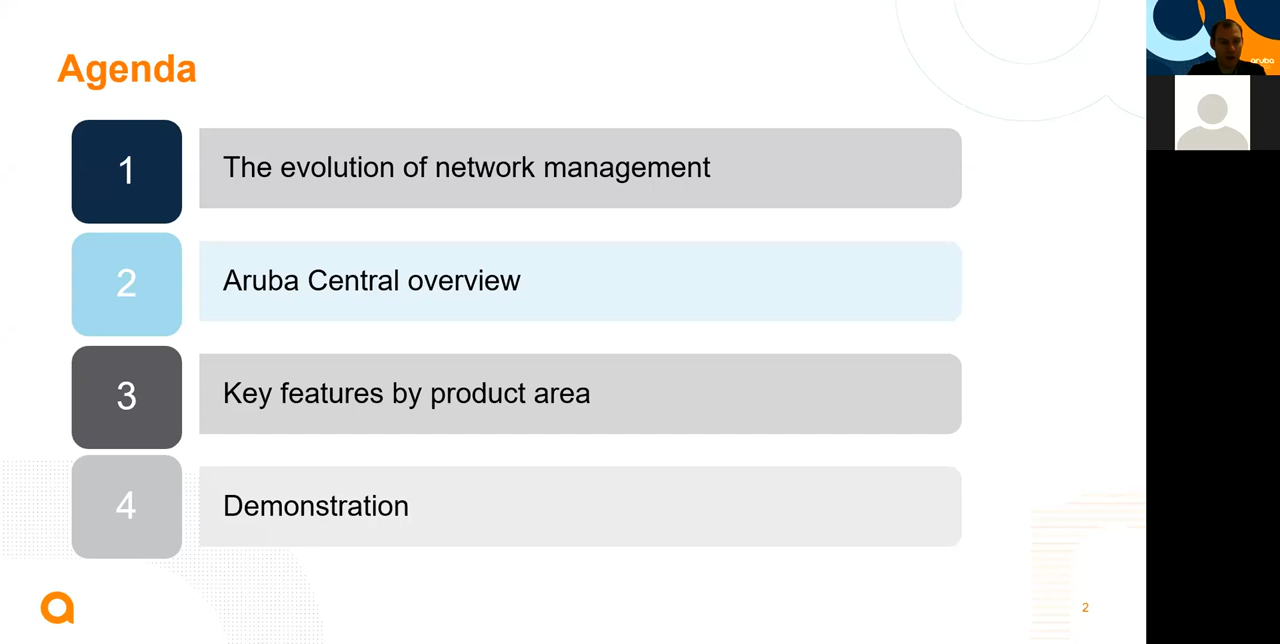 Agenda
1
The evolution of network management
2
Aruba Central overview
3
Key features by product area
4
Demonstration
2
aruba